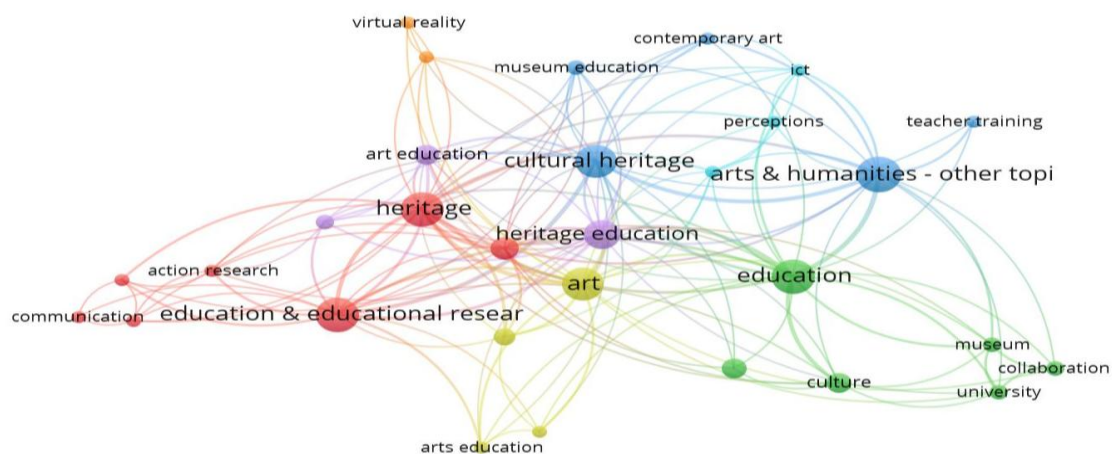 virtual reality
contemporary art
museum education
ict
perceptions
teacher training
art education
cultural heritage
arts & humanities - other topi
heritage
heritage education
action research
education
art
communication
education & educational resear
museum
collaboration
culture
university
arts education